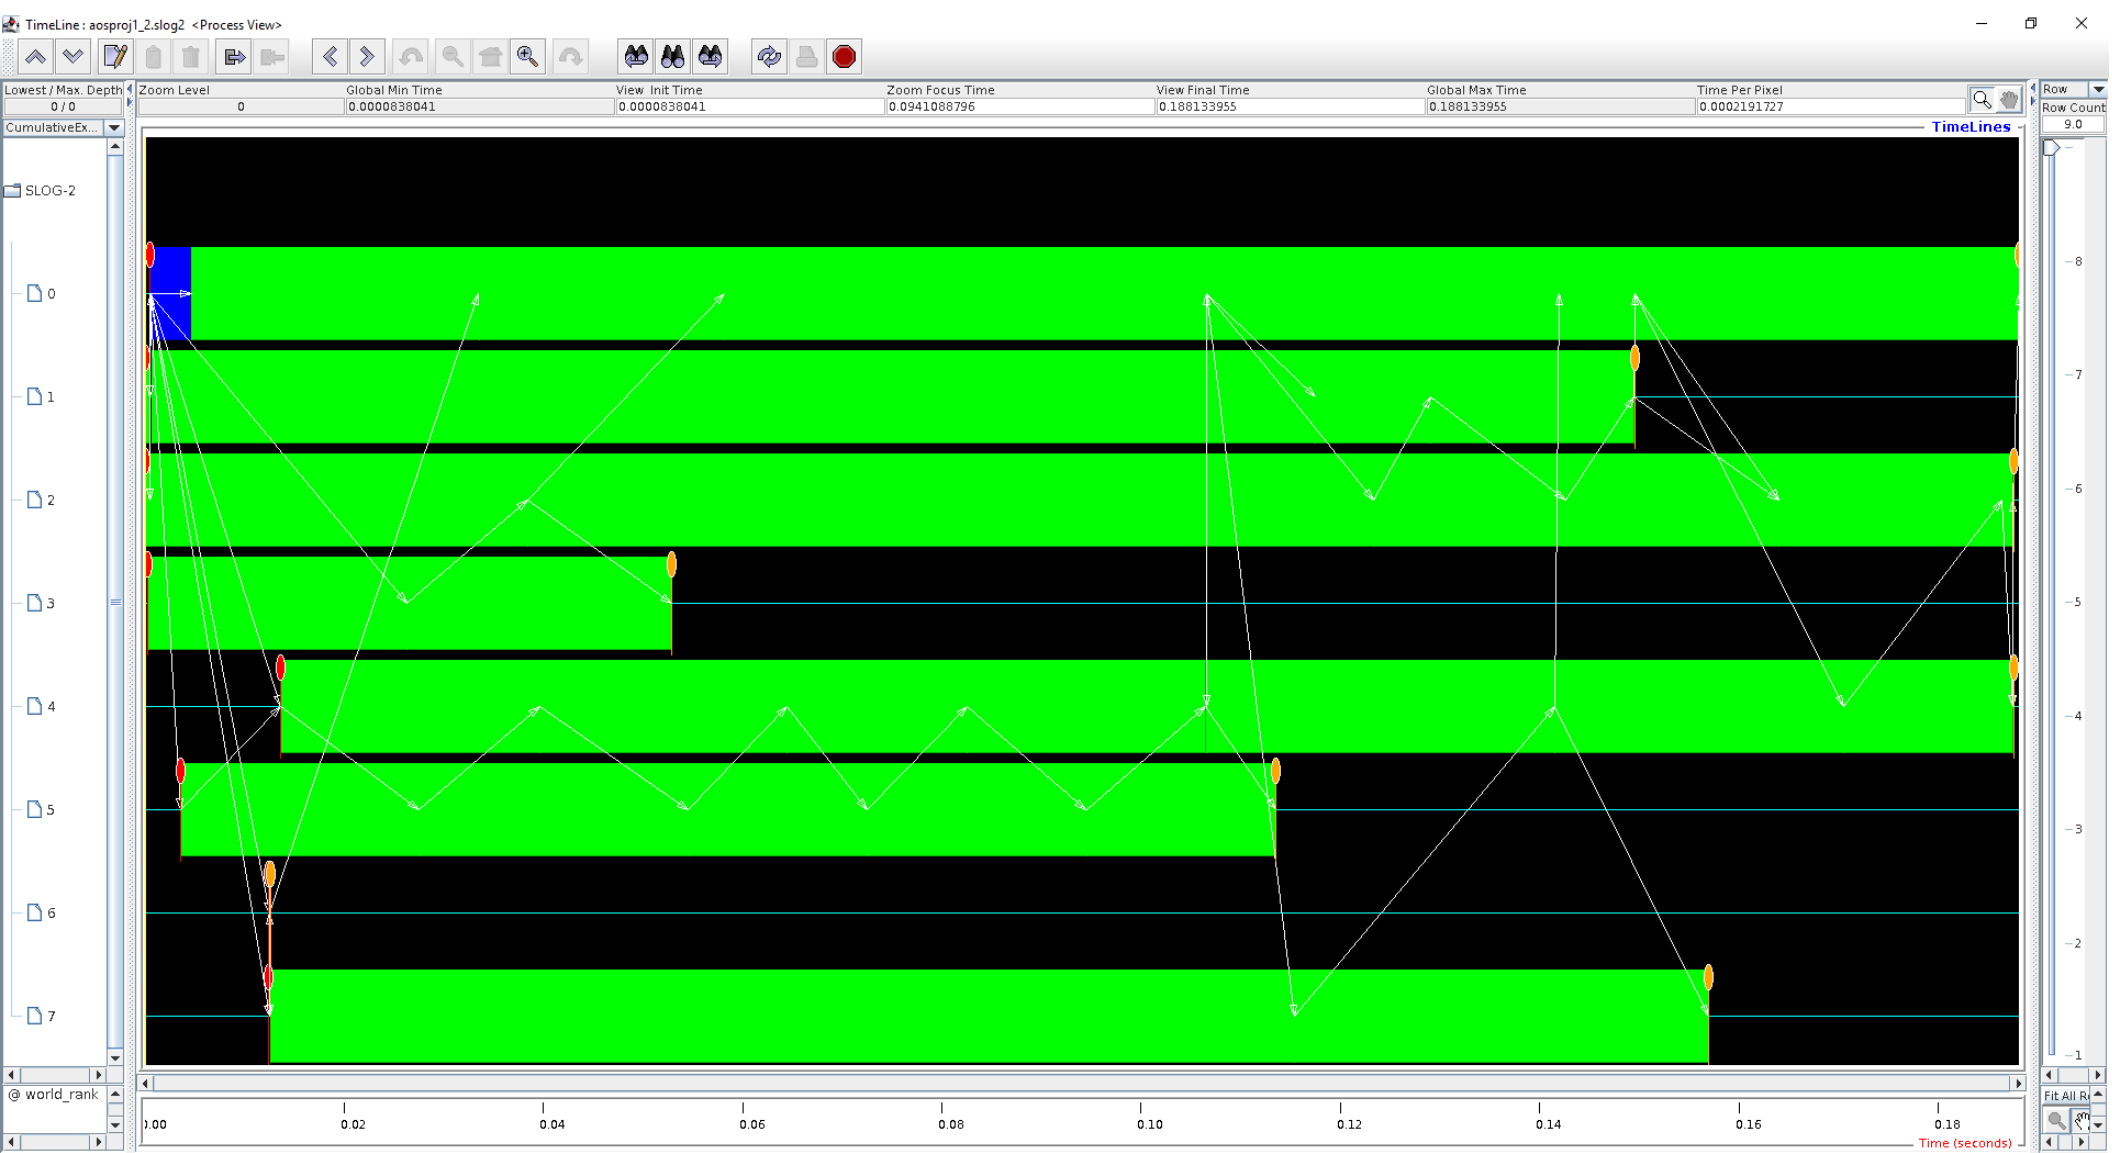 TimeLine : aosproj1_2.slog2 <Process View>
Lowest / Max. Depth Zoom Level Global Min Time View Init Time Zoom Focus Time View Final Time Global Max Time Time Per Pixel Row
0 / 0 0 0.0000838041 0.0000838041 0.0941088796 0.188133955 0.188133955 0.0002191727 Row Count
CumulativeEx... TimeLines 9.0
SLOG-2
0
1
2
3
4
5
6
7
8
7
6
5
4
3
2
1
@ world_rank
Fit All R
0.02 0.04 0.06 0.08 0.10 0.12 0.14 0.16 0.18
Time (seconds)